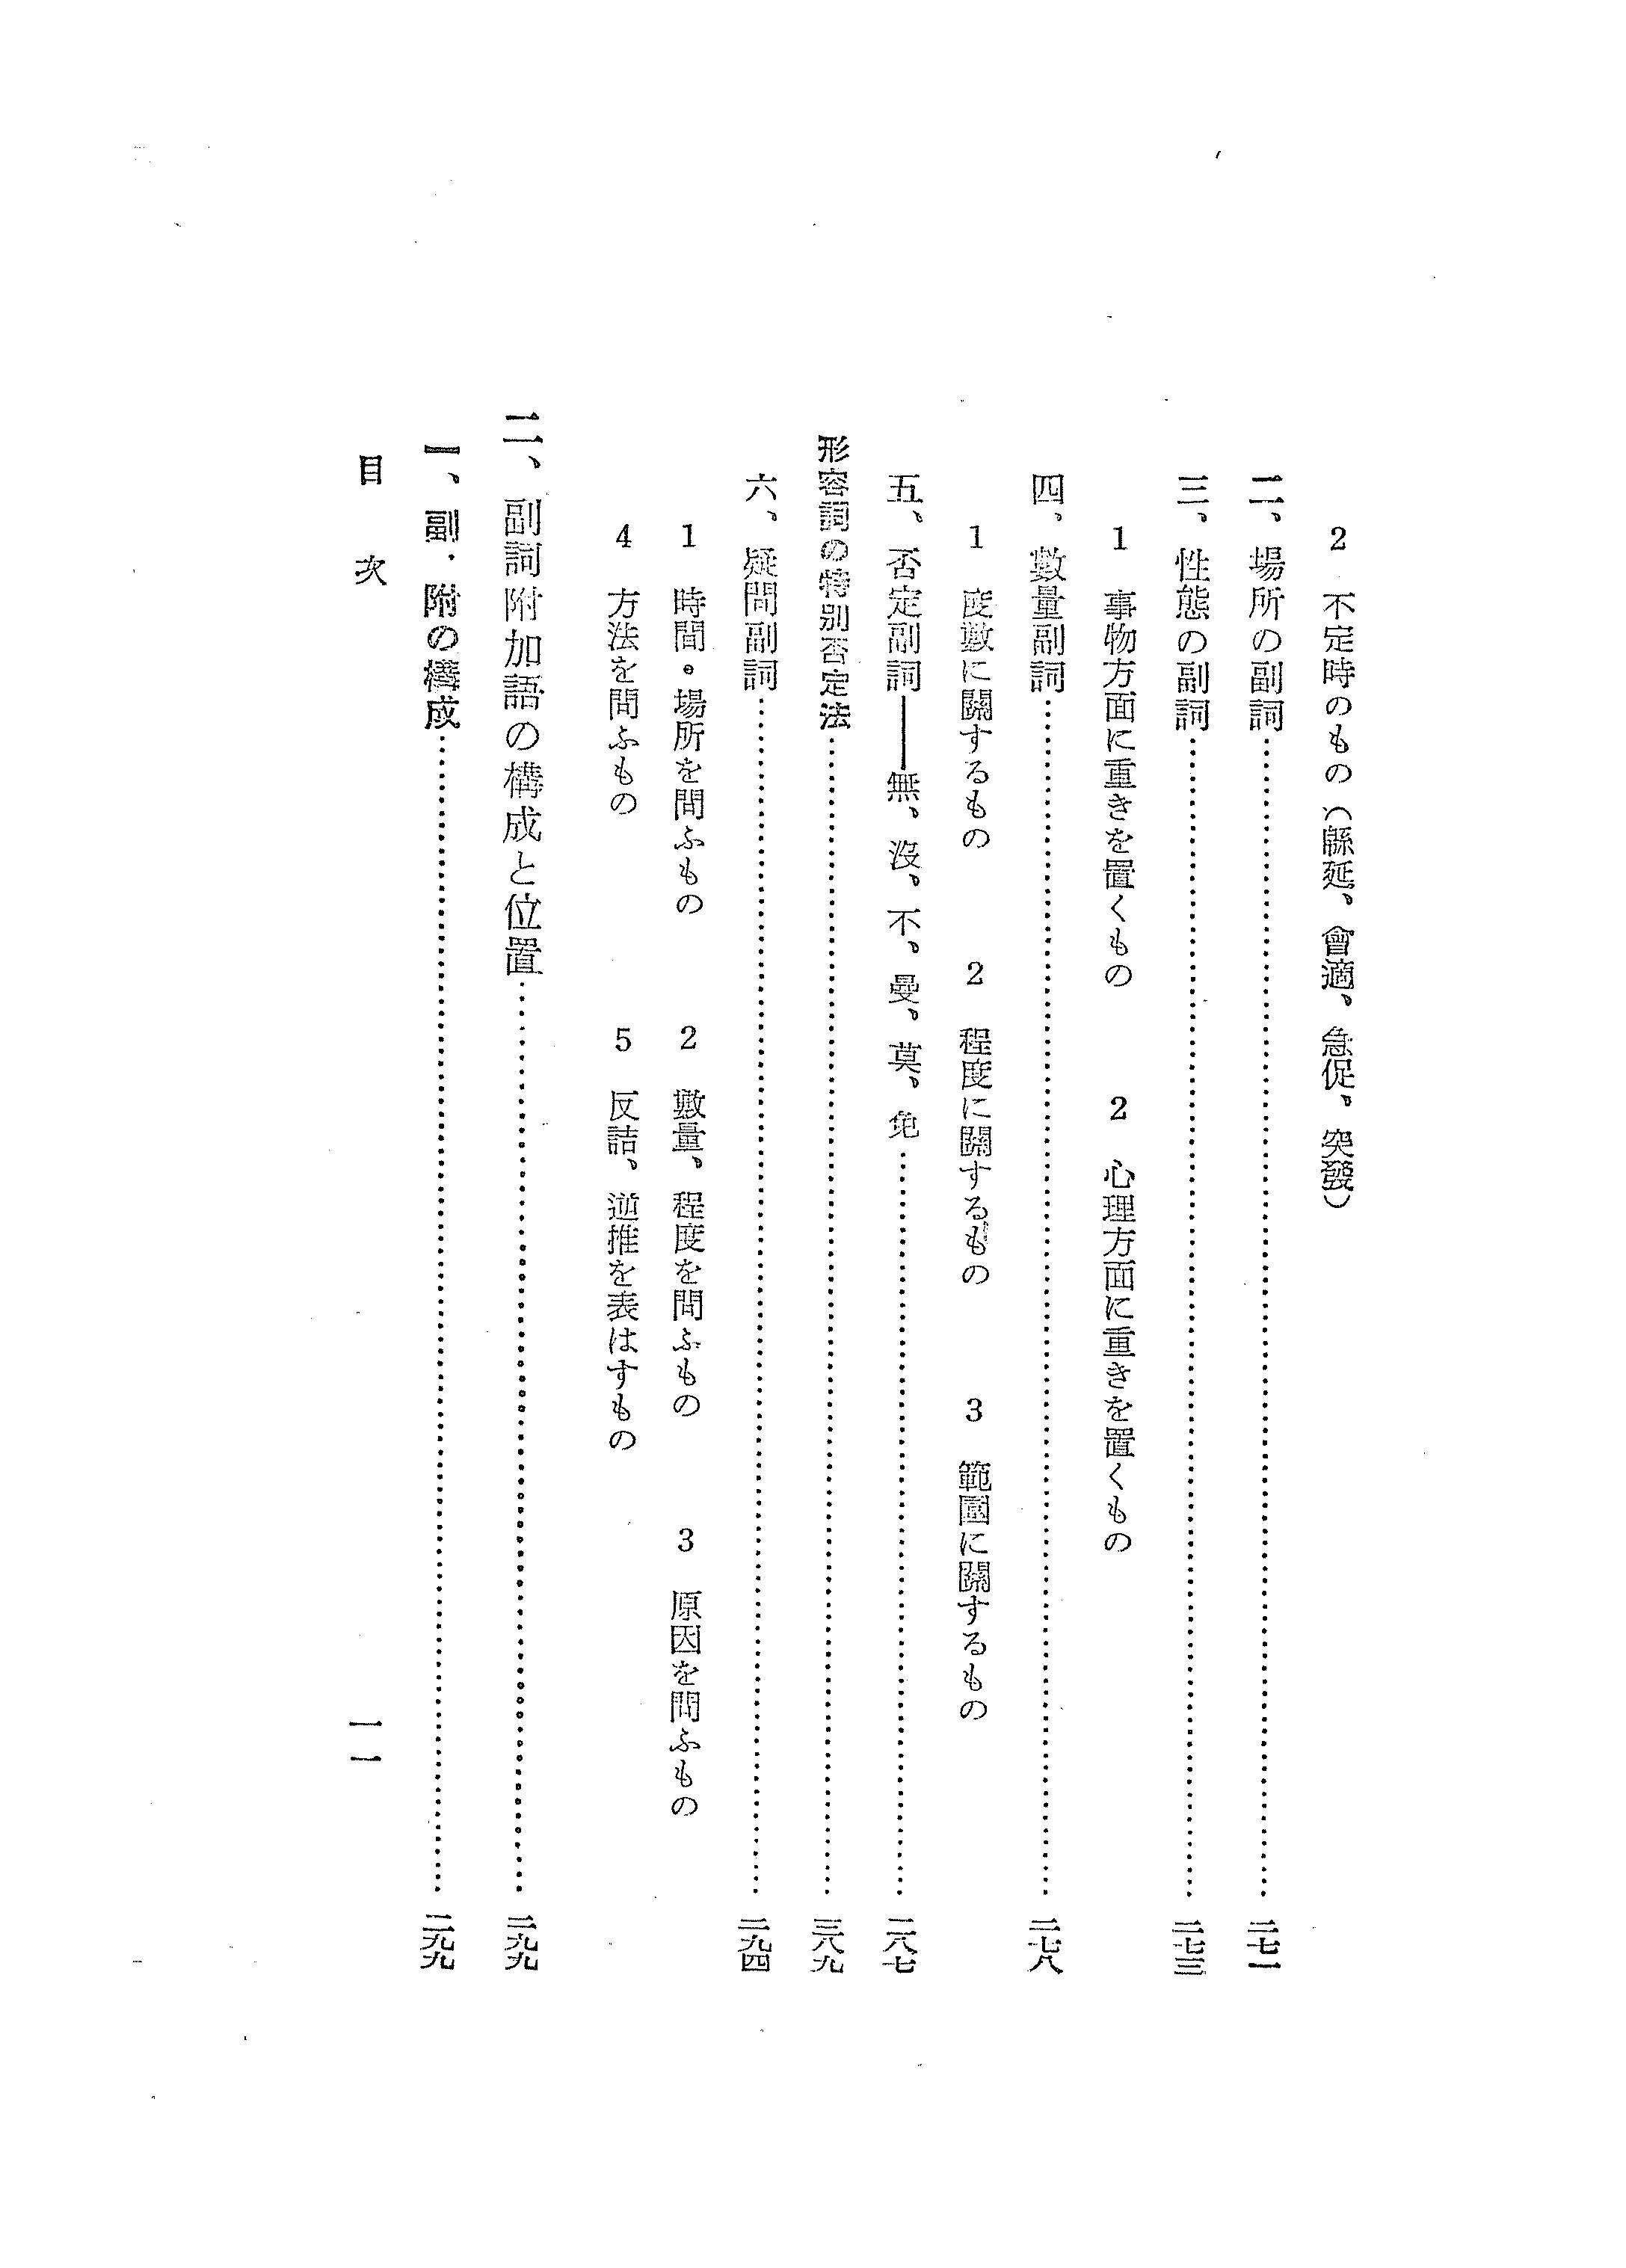 2　不定時のもの（緜延、會適、急促、突發）
二、場所の副詞……二七一
三、性態の副詞……二七三
1　事物方面に重きを置くもの　2　心理方面に重きを置くもの
四、數量副詞……二七八
1　度數に關するもの　2　程度に關するもの　3　範圍に關するもの
五、否定副詞――無、沒、不、曼、莫、免……二八七
形容詞の特別否定法……三八九
六、疑問副詞……二九四
1　時間・場所を問ふもの　2　數量、程度を問ふもの　3　原因を問ふもの
4　方法を問ふもの　5　反詰、逆推を表はすもの
二、副詞附加語の構成と位置……二九九
一、副・附の構成……二九九
目次　一一